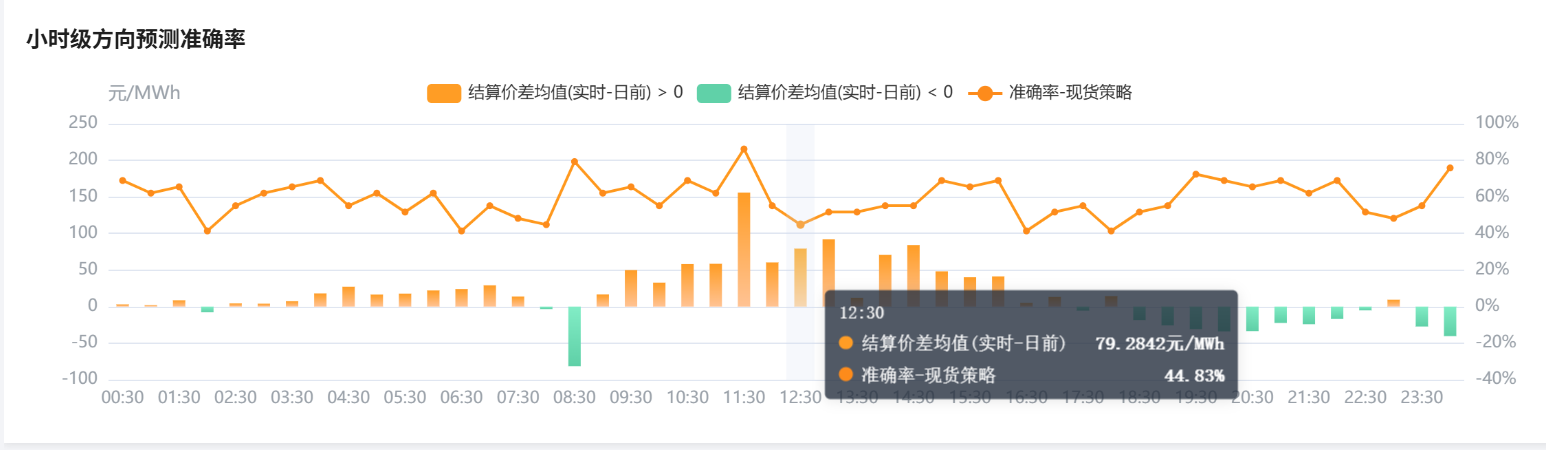 小时级方向预测准确率
元/MWh
结算价差均值(实时-日前) > 0 结算价差均值(实时-日前) < 0 准确率-现货策略
250 100%
200 80%
150 60%
100 40%
50 20%
0 0%
-50 -20%
-100 -40%
12:30
结算价差均值(实时-日前) 79.2842元/MWh
准确率-现货策略 44.83%
00:30 01:30 02:30 03:30 04:30 05:30 06:30 07:30 08:30 09:30 10:30 11:30 12:30 13:30 14:30 15:30 16:30 17:30 18:30 19:30 20:30 21:30 22:30 23:30